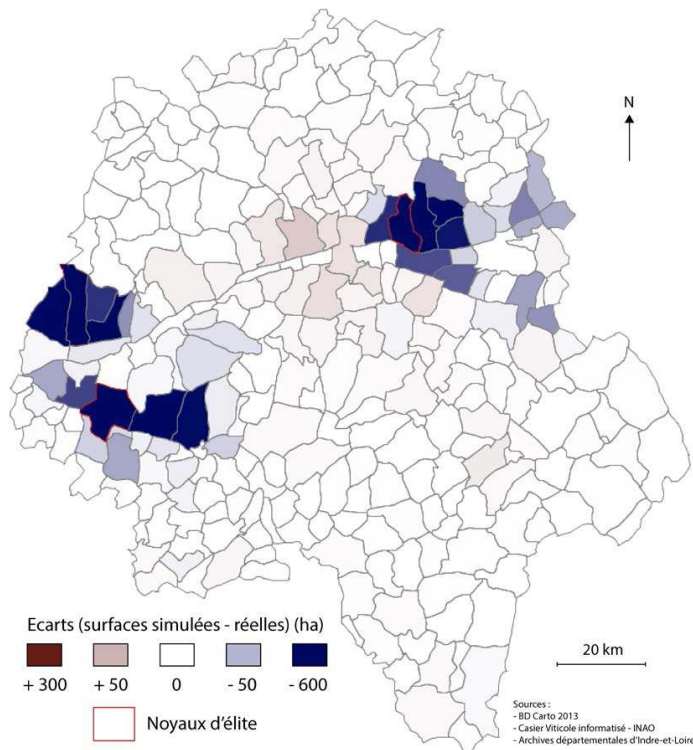 N
Ecarts (surfaces simulées - réelles) (ha)
+ 300 + 50 0 - 50 - 600
Noyaux d'élite
20 km
Sources :
- BD Carto 2013
- Casier Viticole informatisé - INAO
- Archives départementales d'Indre-et-Loire